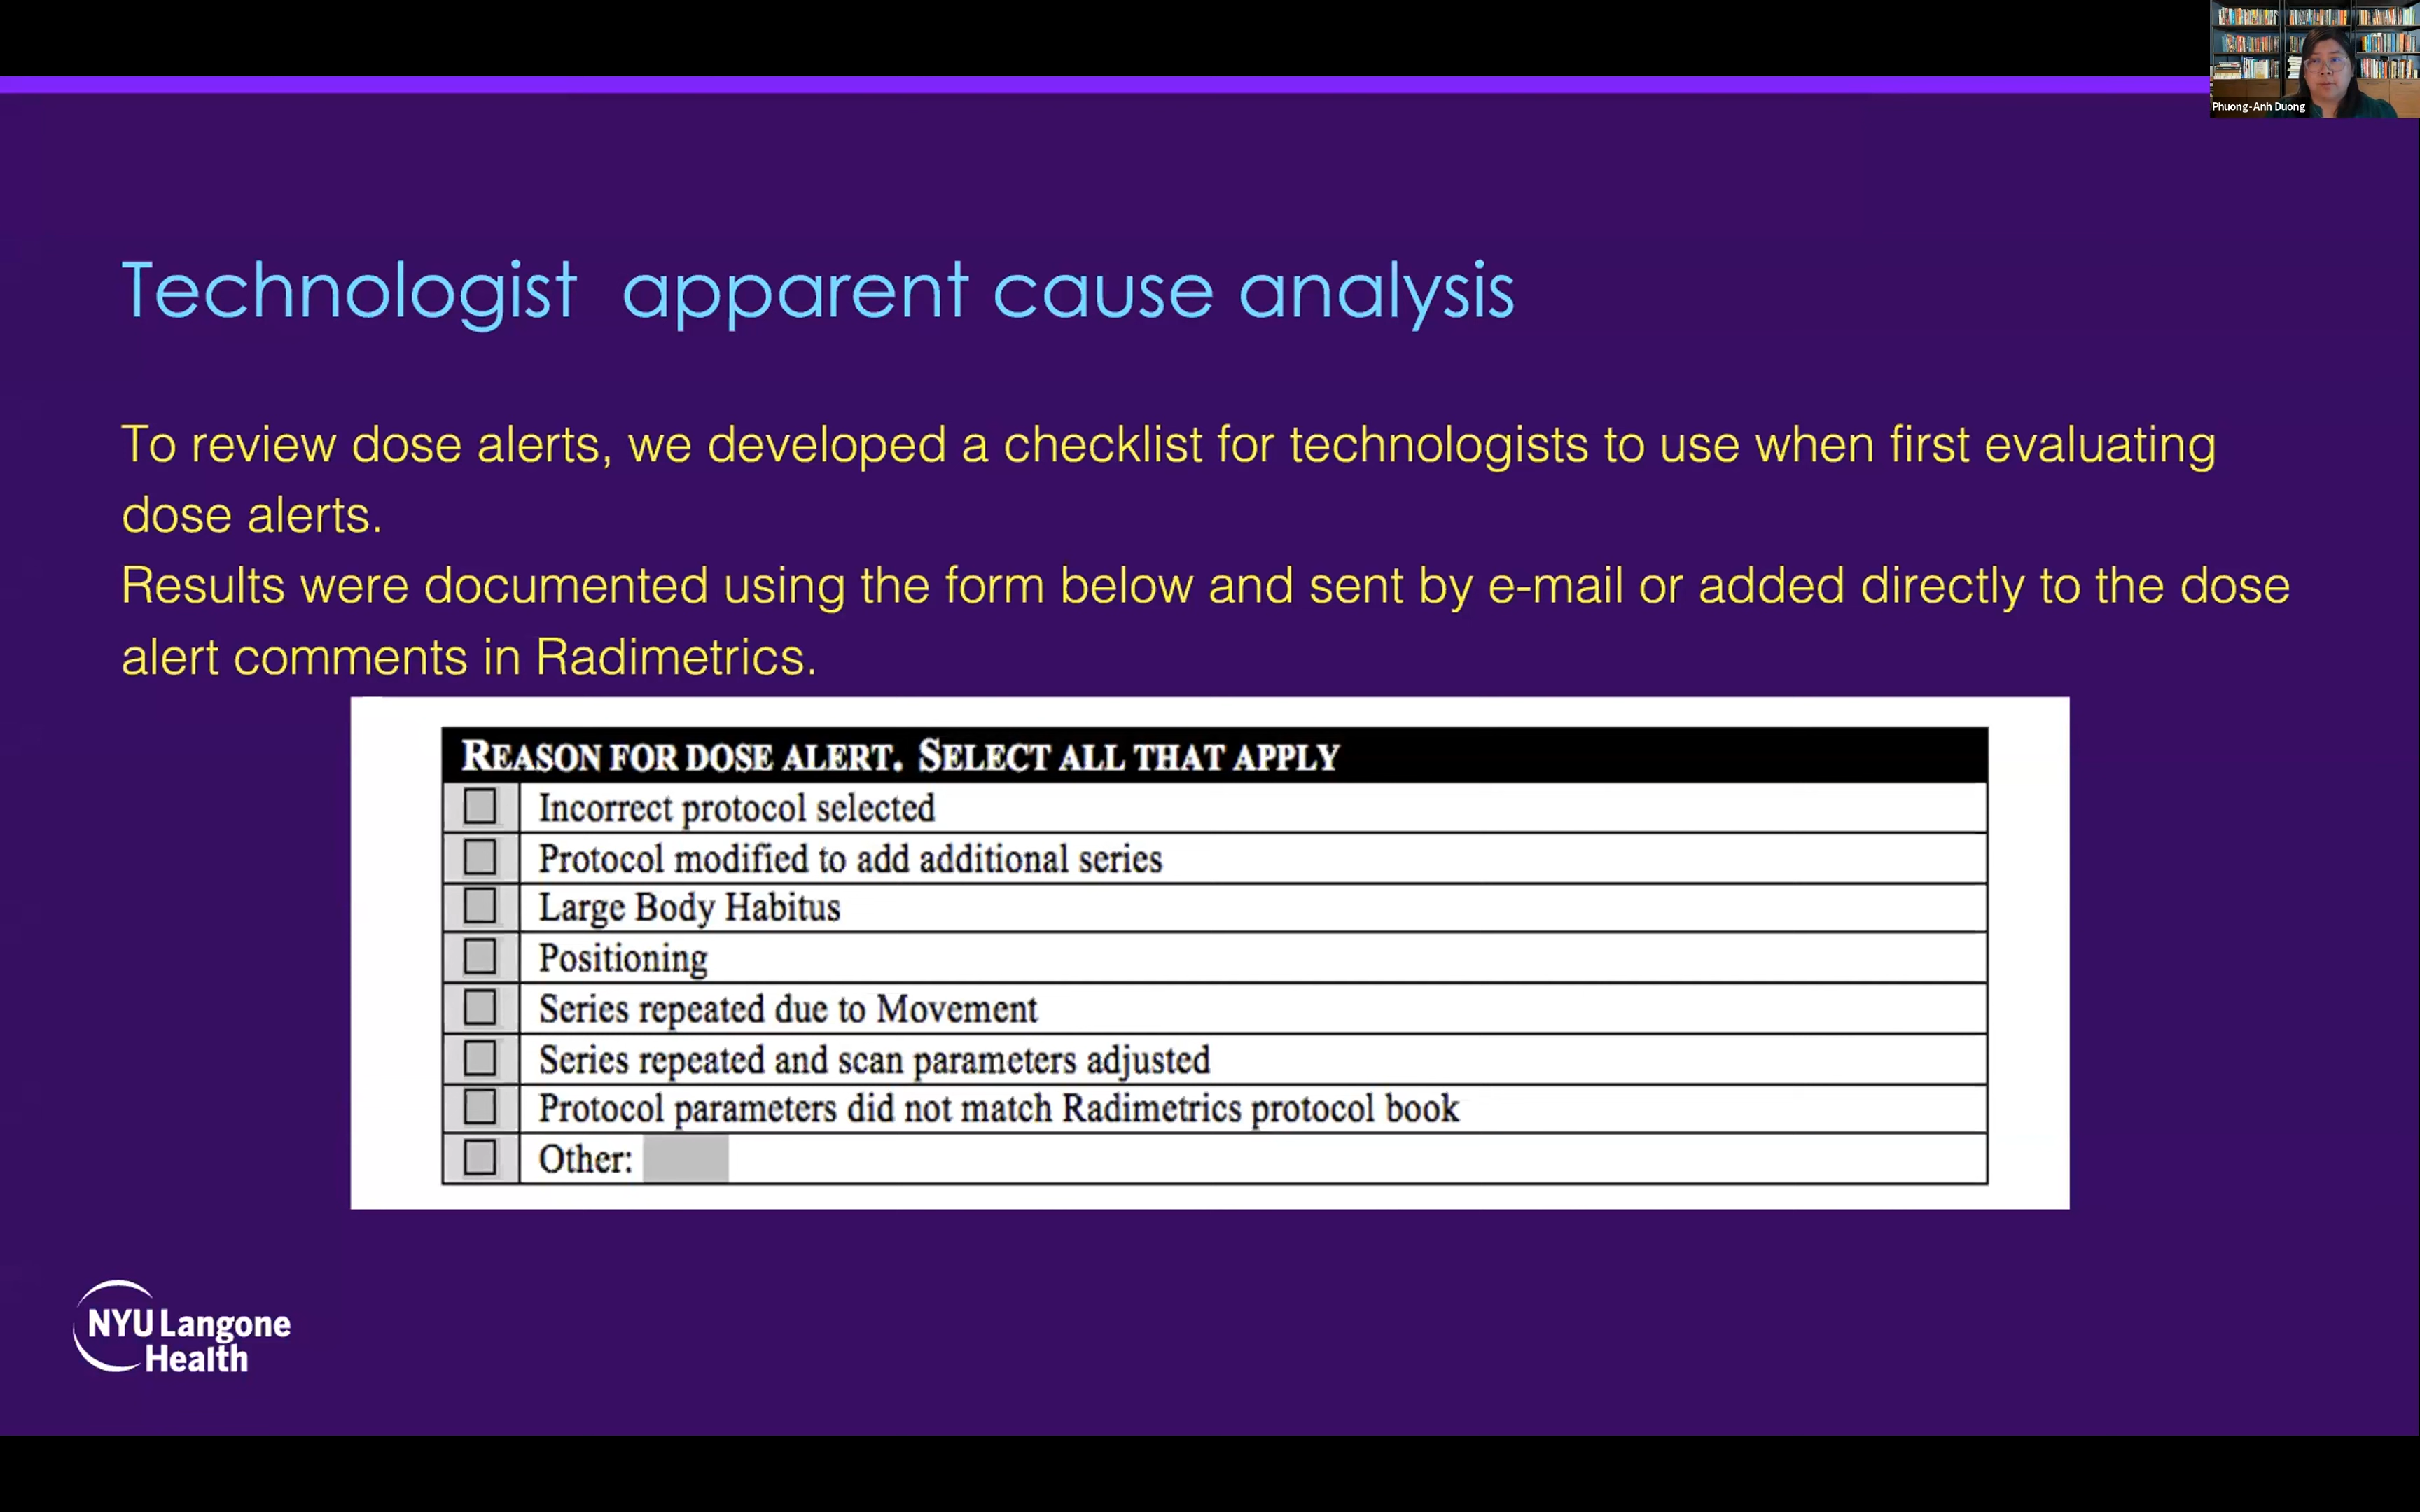 Phuong-Anh Duong
Technologist apparent cause analysis
To review dose alerts, we developed a checklist for technologists to use when first evaluating
dose alerts.
Results were documented using the form below and sent by e-mail or added directly to the dose
alert comments in Radimetrics.
REASON FOR DOSE ALERT. SELECT ALL THAT APPLY
Incorrect protocol selected
Protocol modified to add additional series
Large Body Habitus
Positioning
Series repeated due to Movement
Series repeated and scan parameters adjusted
Protocol parameters did not match Radimetrics protocol book
Other:
NYU Langone
Health